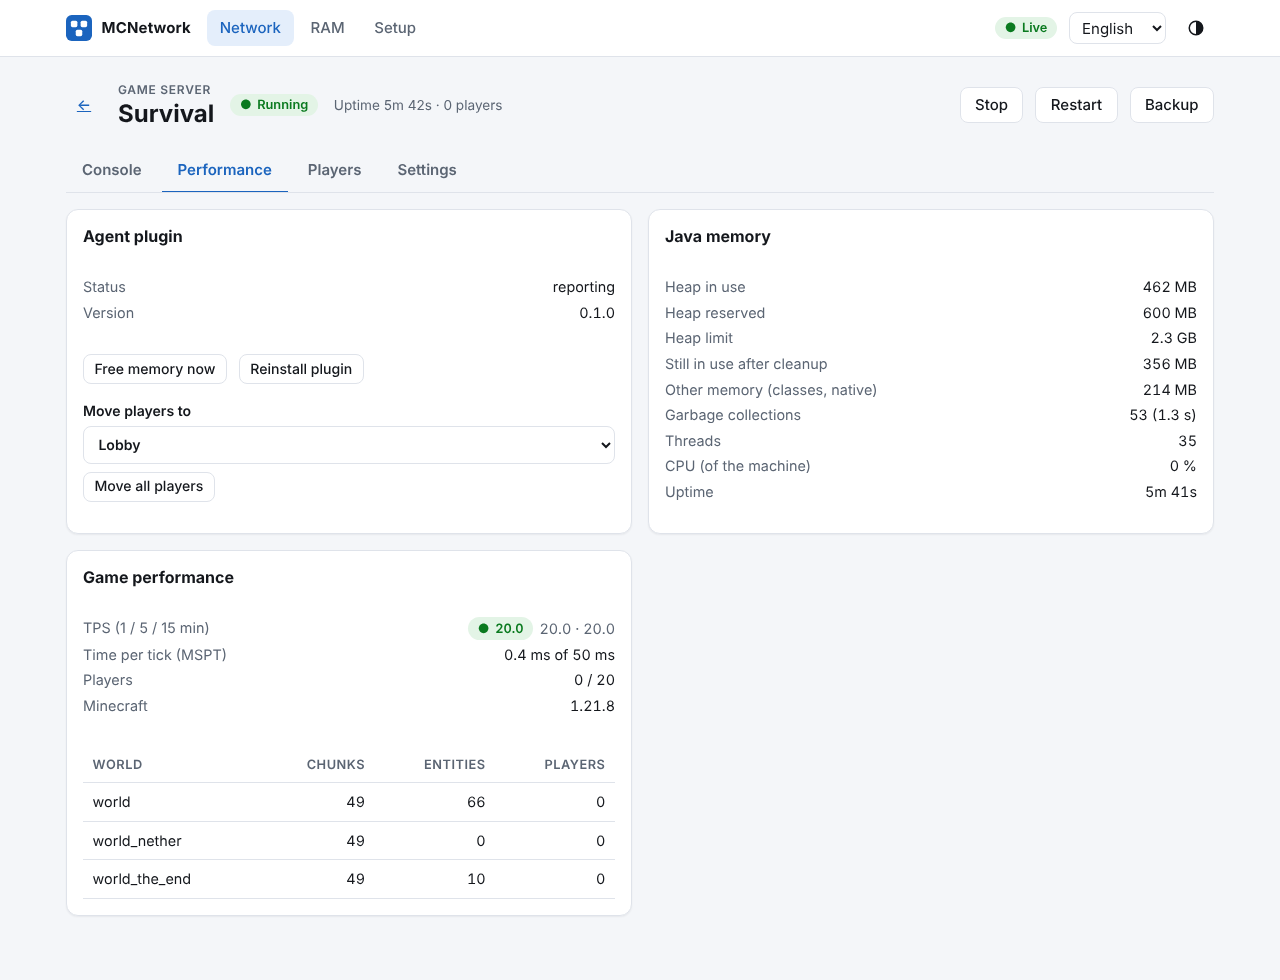 MCNetwork Network RAM Setup Live English
GAME SERVER
← Survival Running Uptime 5m 42s · 0 players Stop Restart Backup
Console Performance Players Settings
Agent plugin
Status reporting
Version 0.1.0
Free memory now Reinstall plugin
Move players to
Lobby
Move all players
Java memory
Heap in use 462 MB
Heap reserved 600 MB
Heap limit 2.3 GB
Still in use after cleanup 356 MB
Other memory (classes, native) 214 MB
Garbage collections 53 (1.3 s)
Threads 35
CPU (of the machine) 0 %
Uptime 5m 41s
Game performance
TPS (1 / 5 / 15 min) 20.0 20.0 · 20.0
Time per tick (MSPT) 0.4 ms of 50 ms
Players 0 / 20
Minecraft 1.21.8
WORLD CHUNKS ENTITIES PLAYERS
world 49 66 0
world_nether 49 0 0
world_the_end 49 10 0